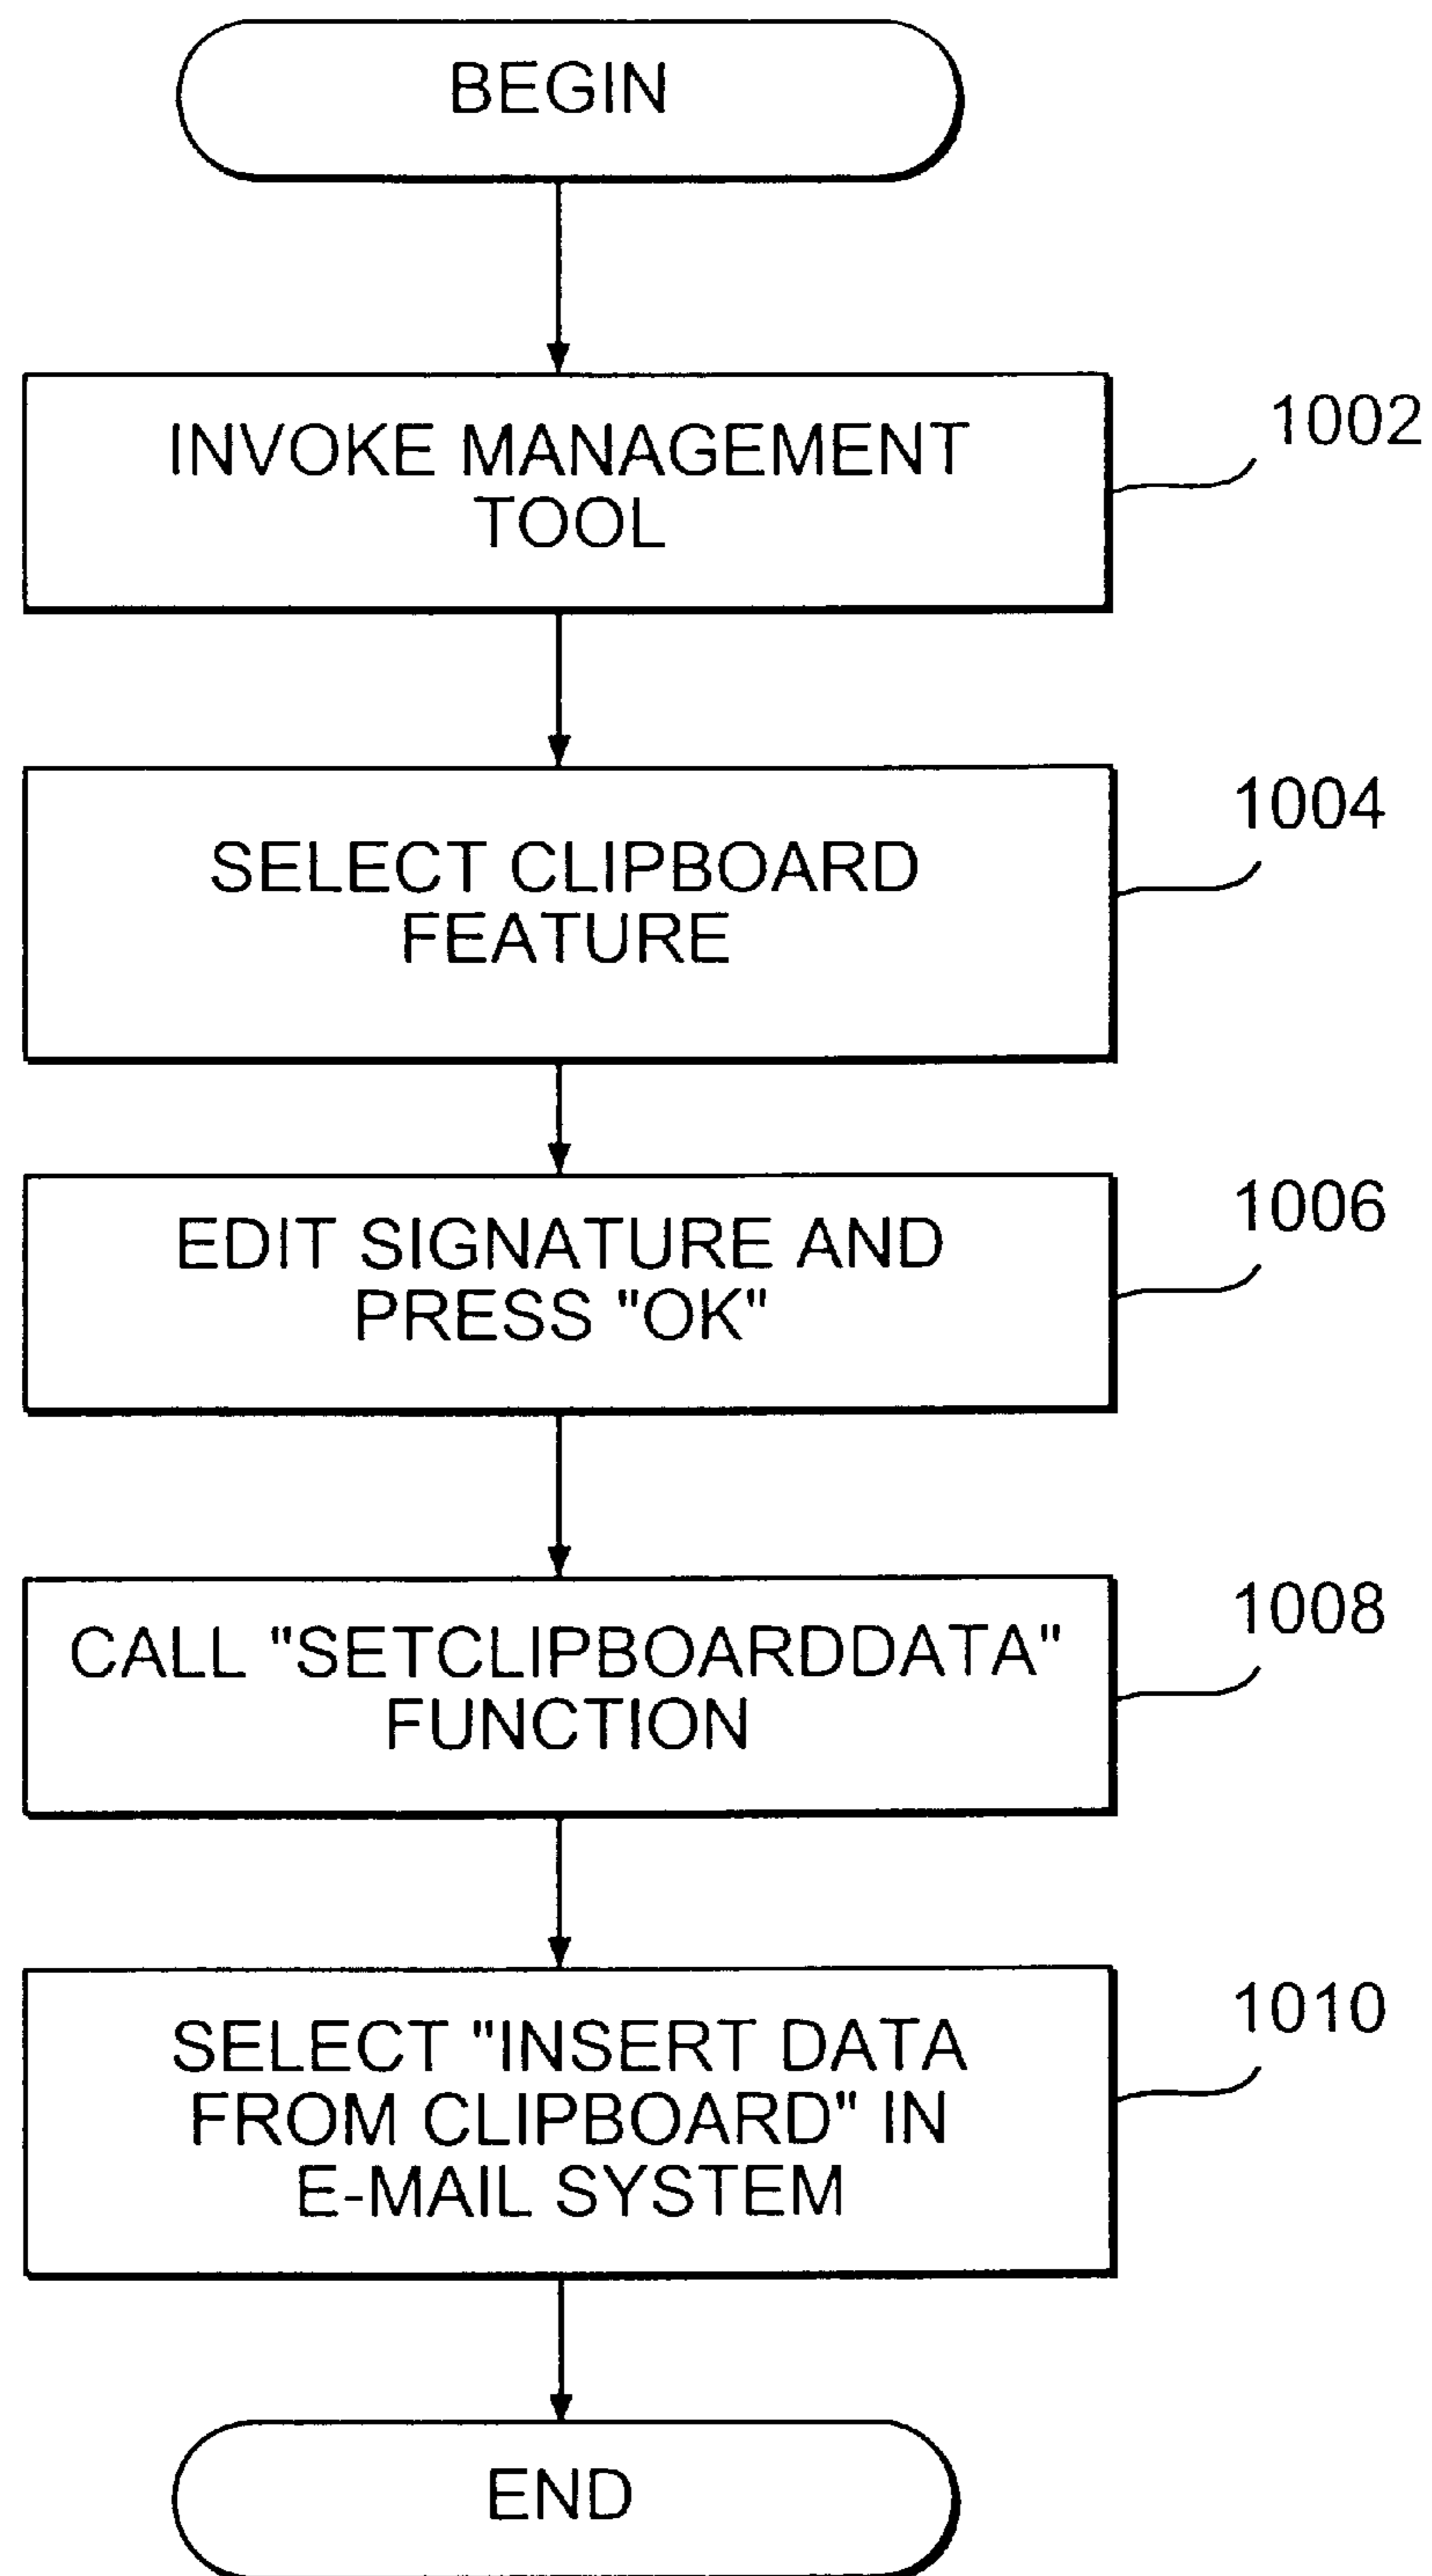 BEGIN
INVOKE MANAGEMENT
TOOL
1002
SELECT CLIPBOARD
FEATURE
1004
EDIT SIGNATURE AND
PRESS "OK"
1006
CALL "SETCLIPBOARDDATA"
FUNCTION
1008
SELECT "INSERT DATA
FROM CLIPBOARD" IN
E-MAIL SYSTEM
1010
END